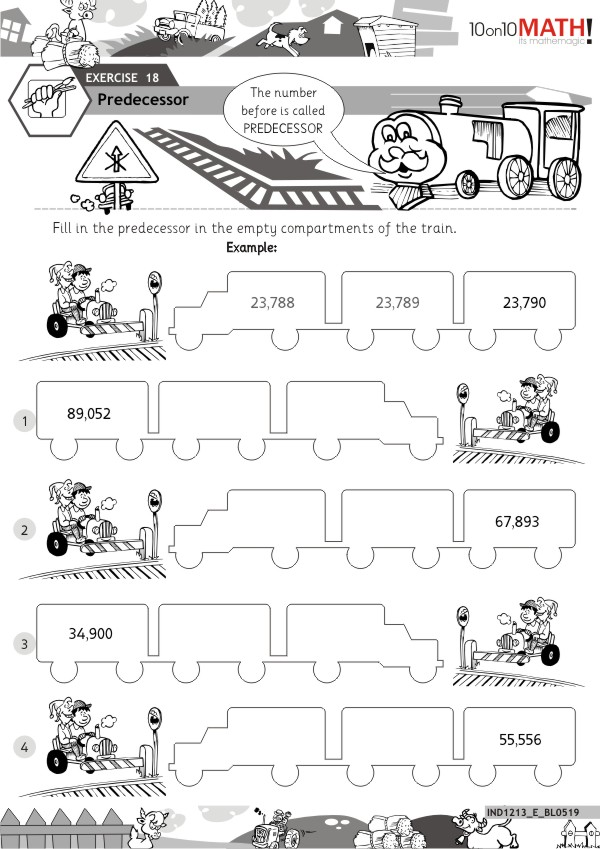 10on10MATH!
its mathemagic!
EXERCISE 18
Predecessor
The number
before is called
PREDECESSOR
Fill in the predecessor in the empty compartments of the train.
Example:
23,788 23,789 23,790
1 89,052
2 67,893
3 34,900
4 55,556
IND1213_E_BL0519